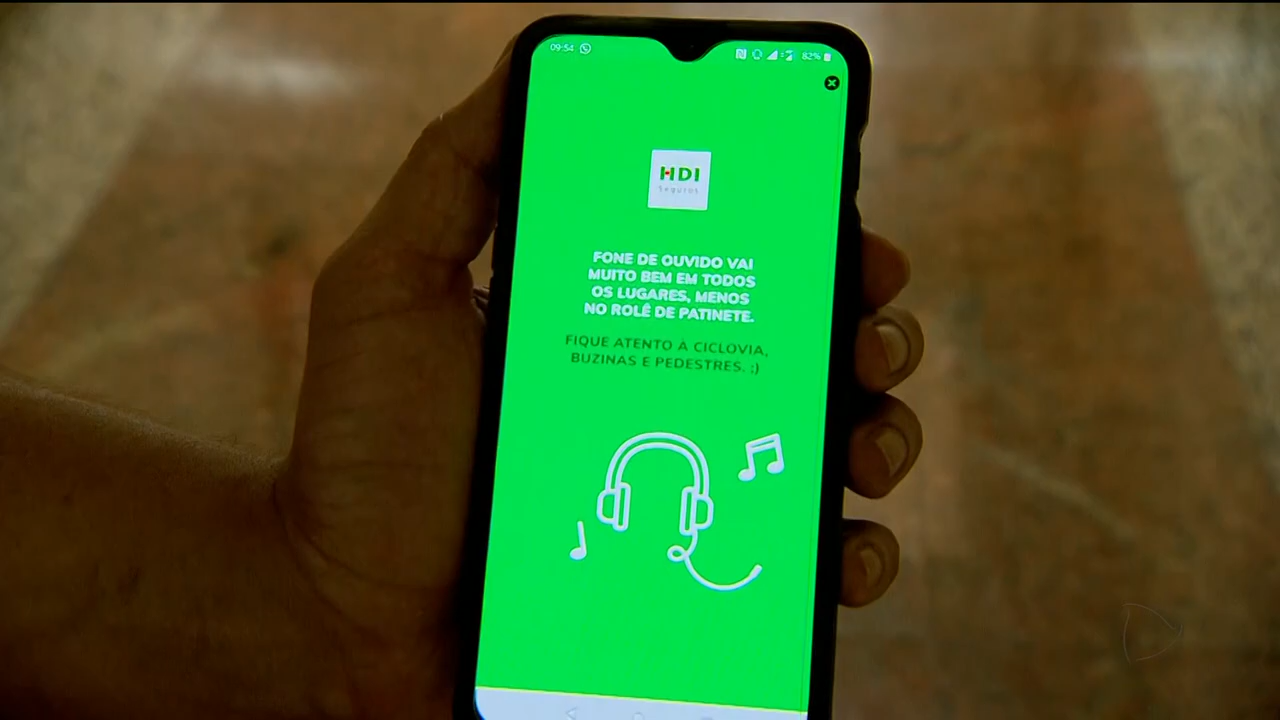 09:54
82%
HDI
Seguros
FONE DE OUVIDO VAI
MUITO BEM EM TODOS
OS LUGARES, MENOS
NO ROLÊ DE PATINETE.
FIQUE ATENTO À CICLOVIA,
BUZINAS E PEDESTRES. :)